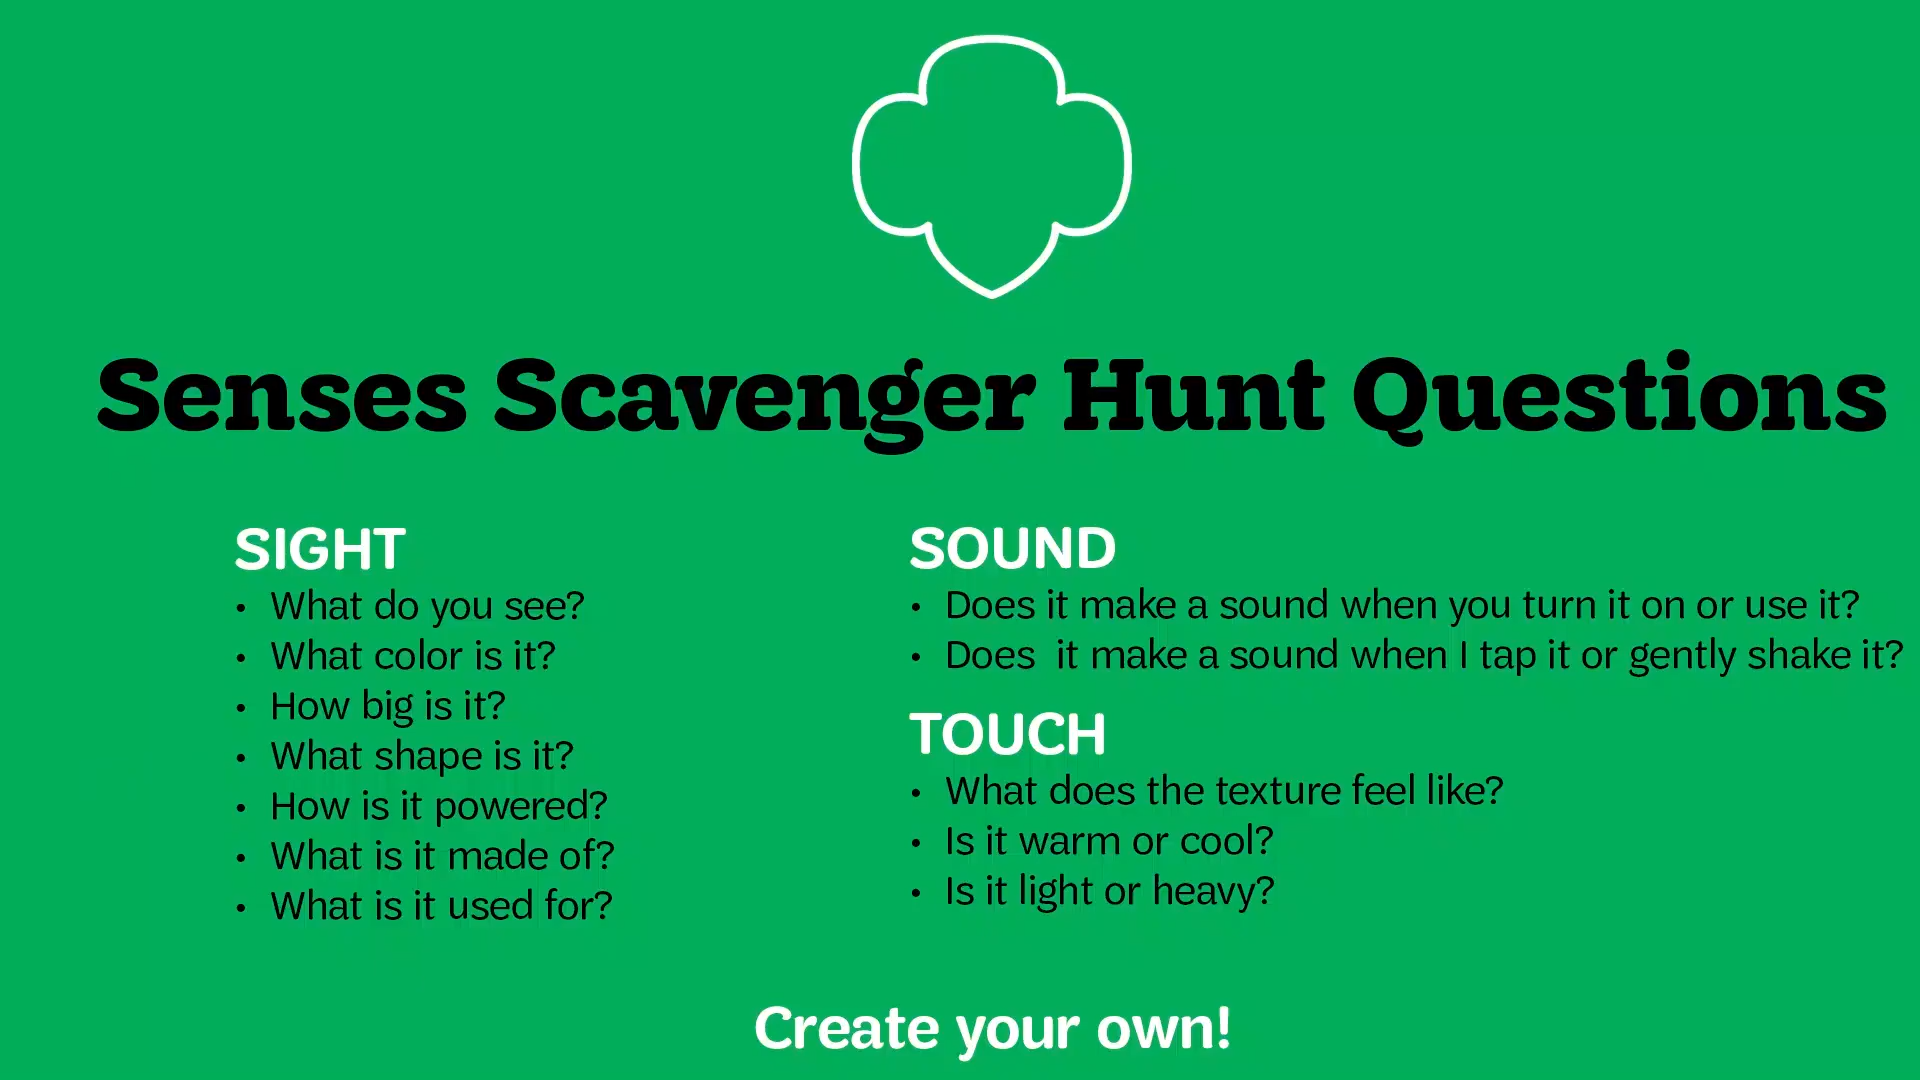 Senses Scavenger Hunt Questions
SIGHT
• What do you see?
• What color is it?
• How big is it?
• What shape is it?
• How is it powered?
• What is it made of?
• What is it used for?
SOUND
• Does it make a sound when you turn it on or use it?
• Does  it make a sound when I tap it or gently shake it?
TOUCH
• What does the texture feel like?
• Is it warm or cool?
• Is it light or heavy?
Create your own!